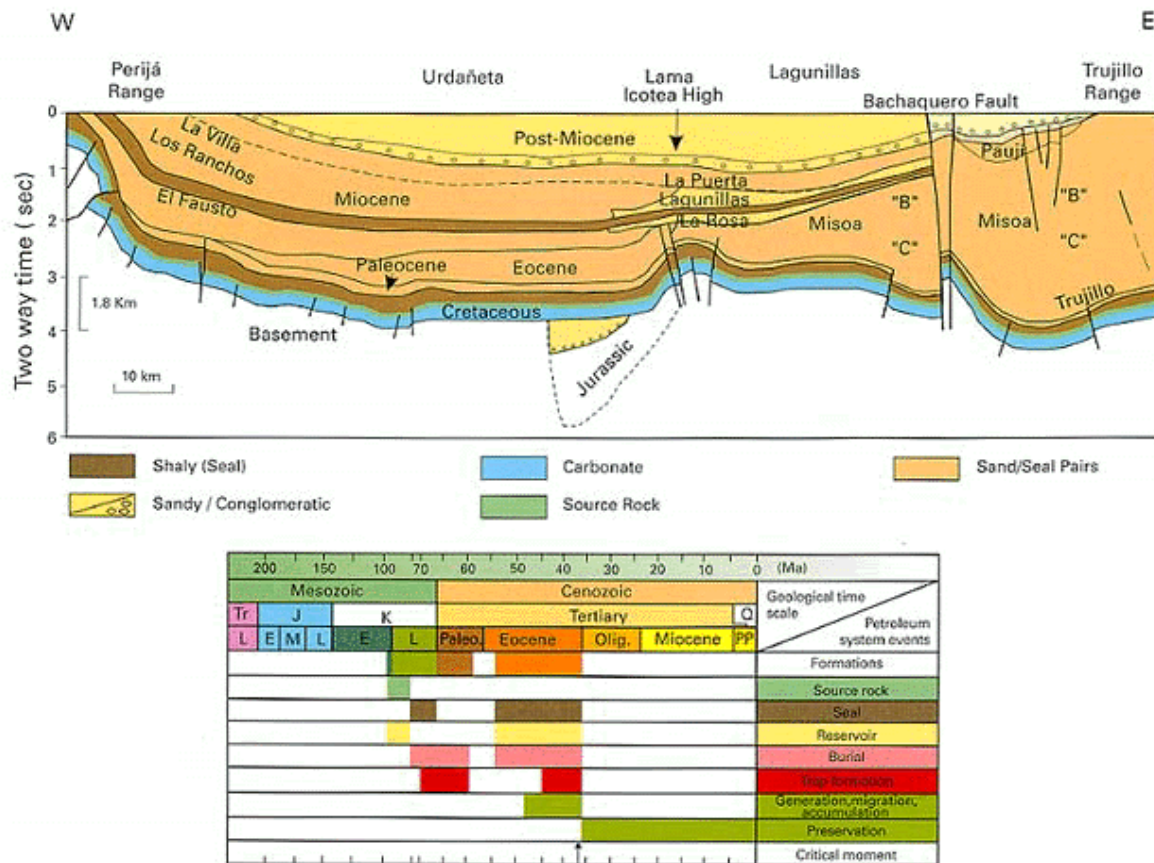 W
E
Perijá
Range
Urdañeta
Lama
Icotea High
Lagunillas
Bachaquero Fault
Trujillo
Range
Two way time ( sec)
0
1
2
3
4
5
6
La Villa
Los Ranchos
El Fausto
Post-Miocene
Miocene
La Puerta
Lagunillas
La Rosa
Pauji
Misoa
"B"
"C"
Misoa
"B"
"C"
Paleocene
Eocene
Trujillo
1.8 Km
Cretaceous
Basement
10 km
Jurassic
Shaly (Seal)
Carbonate
Sand/Seal Pairs
Sandy / Conglomeratic
Source Rock
200 150 100 70 60 50 40 30 20 10 0 (Ma)
Mesozoic Cenozoic
Geological time
scale
Tr J K Tertiary Q
Petroleum
system events
L E M L E L Paleo. Eocene Olig. Miocene PP
Formations
Source rock
Seal
Reservoir
Burial
Trap formation
Generation,migration,
accumulation
Preservation
Critical moment